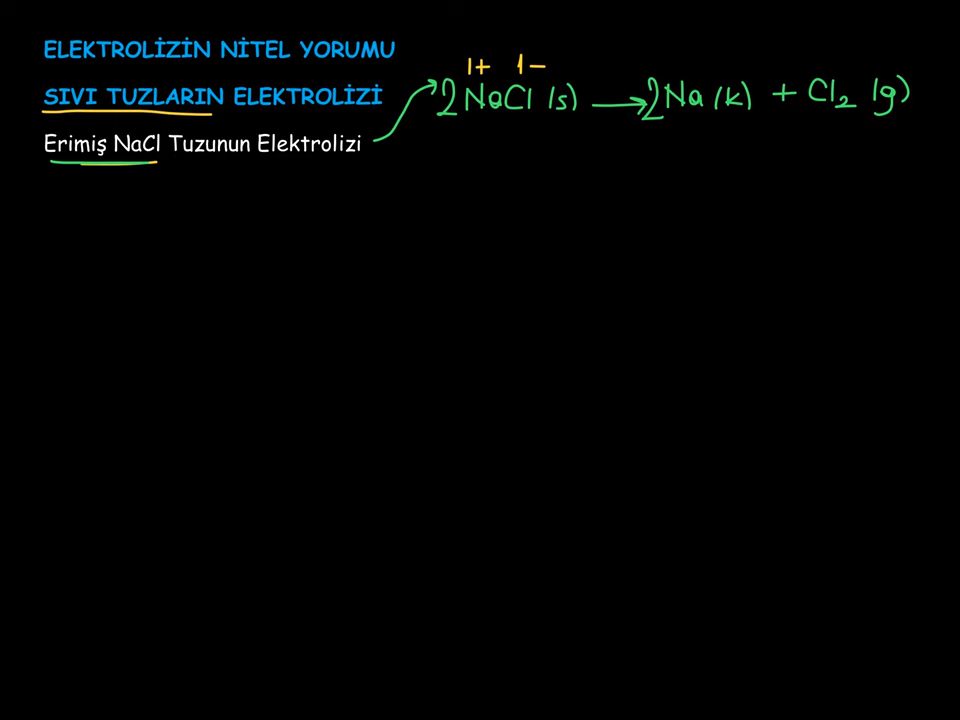 ELEKTROLİZİN NİTEL YORUMU
1+ 1-
SIVI TUZLARIN ELEKTROLİZİ
2NaCl (s) → 2Na (k) + Cl₂ (g)
Erimiş NaCl Tuzunun Elektrolizi